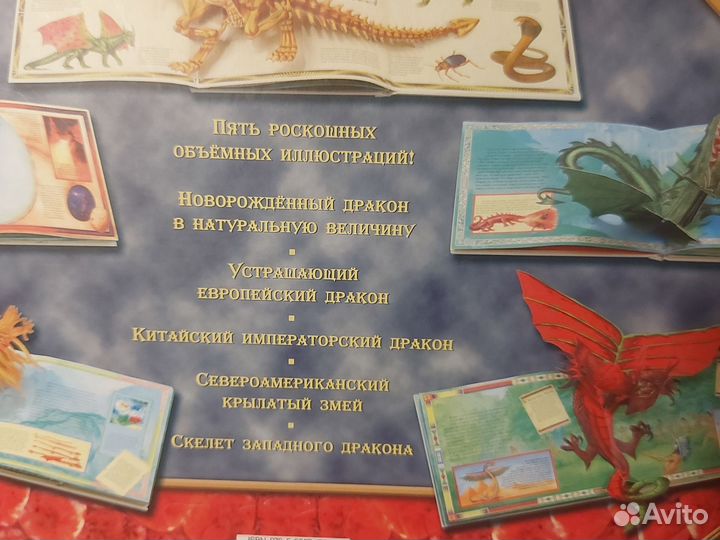 Пять роскошных
объёмных иллюстраций!
Новорождённый дракон
в натуральную величину
Устрашающий
европейский дракон
Китайский императорский дракон
Североамериканский
крылатый змей
Скелет западного дракона
Avito